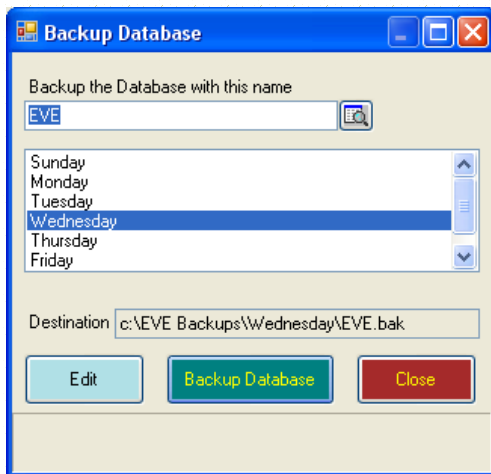 Backup Database
Backup the Database with this name
EVE
Sunday
Monday
Tuesday
Wednesday
Thursday
Friday
Destination c:\EVE Backups\Wednesday\EVE.bak
Edit Backup Database Close